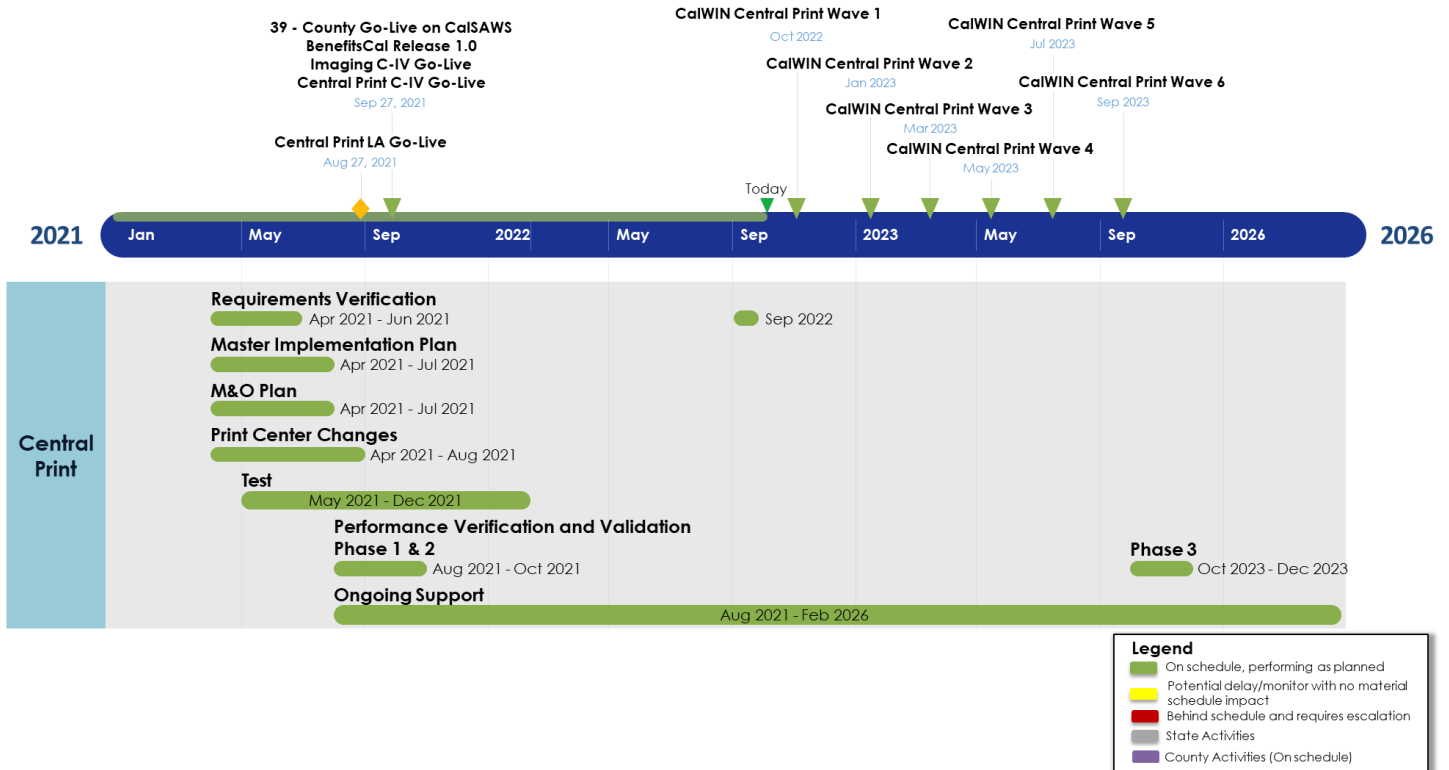 CalWIN Central Print Wave 1
Oct 2022
39 - County Go-Live on CalSAWS
BenefitsCal Release 1.0
Imaging C-IV Go-Live
Central Print C-IV Go-Live
Sep 27, 2021
CalWIN Central Print Wave 5
Jul 2023
CalWIN Central Print Wave 2
Jan 2023
CalWIN Central Print Wave 6
Sep 2023
CalWIN Central Print Wave 3
Mar 2023
Central Print LA Go-Live
Aug 27, 2021
CalWIN Central Print Wave 4
May 2023
Today
2021
Jan
May
Sep
2022
May
Sep
2023
May
Sep
2026
2026
Central
Print
Requirements Verification
Apr 2021 - Jun 2021
Sep 2022
Master Implementation Plan
Apr 2021 - Jul 2021
M&O Plan
Apr 2021 - Jul 2021
Print Center Changes
Apr 2021 - Aug 2021
Test
May 2021 - Dec 2021
Performance Verification and Validation
Phase 1 & 2
Aug 2021 - Oct 2021
Phase 3
Oct 2023 - Dec 2023
Ongoing Support
Aug 2021 - Feb 2026
Legend
On schedule, performing as planned
Potential delay/monitor with no material
schedule impact
Behind schedule and requires escalation
State Activities
County Activities (On schedule)